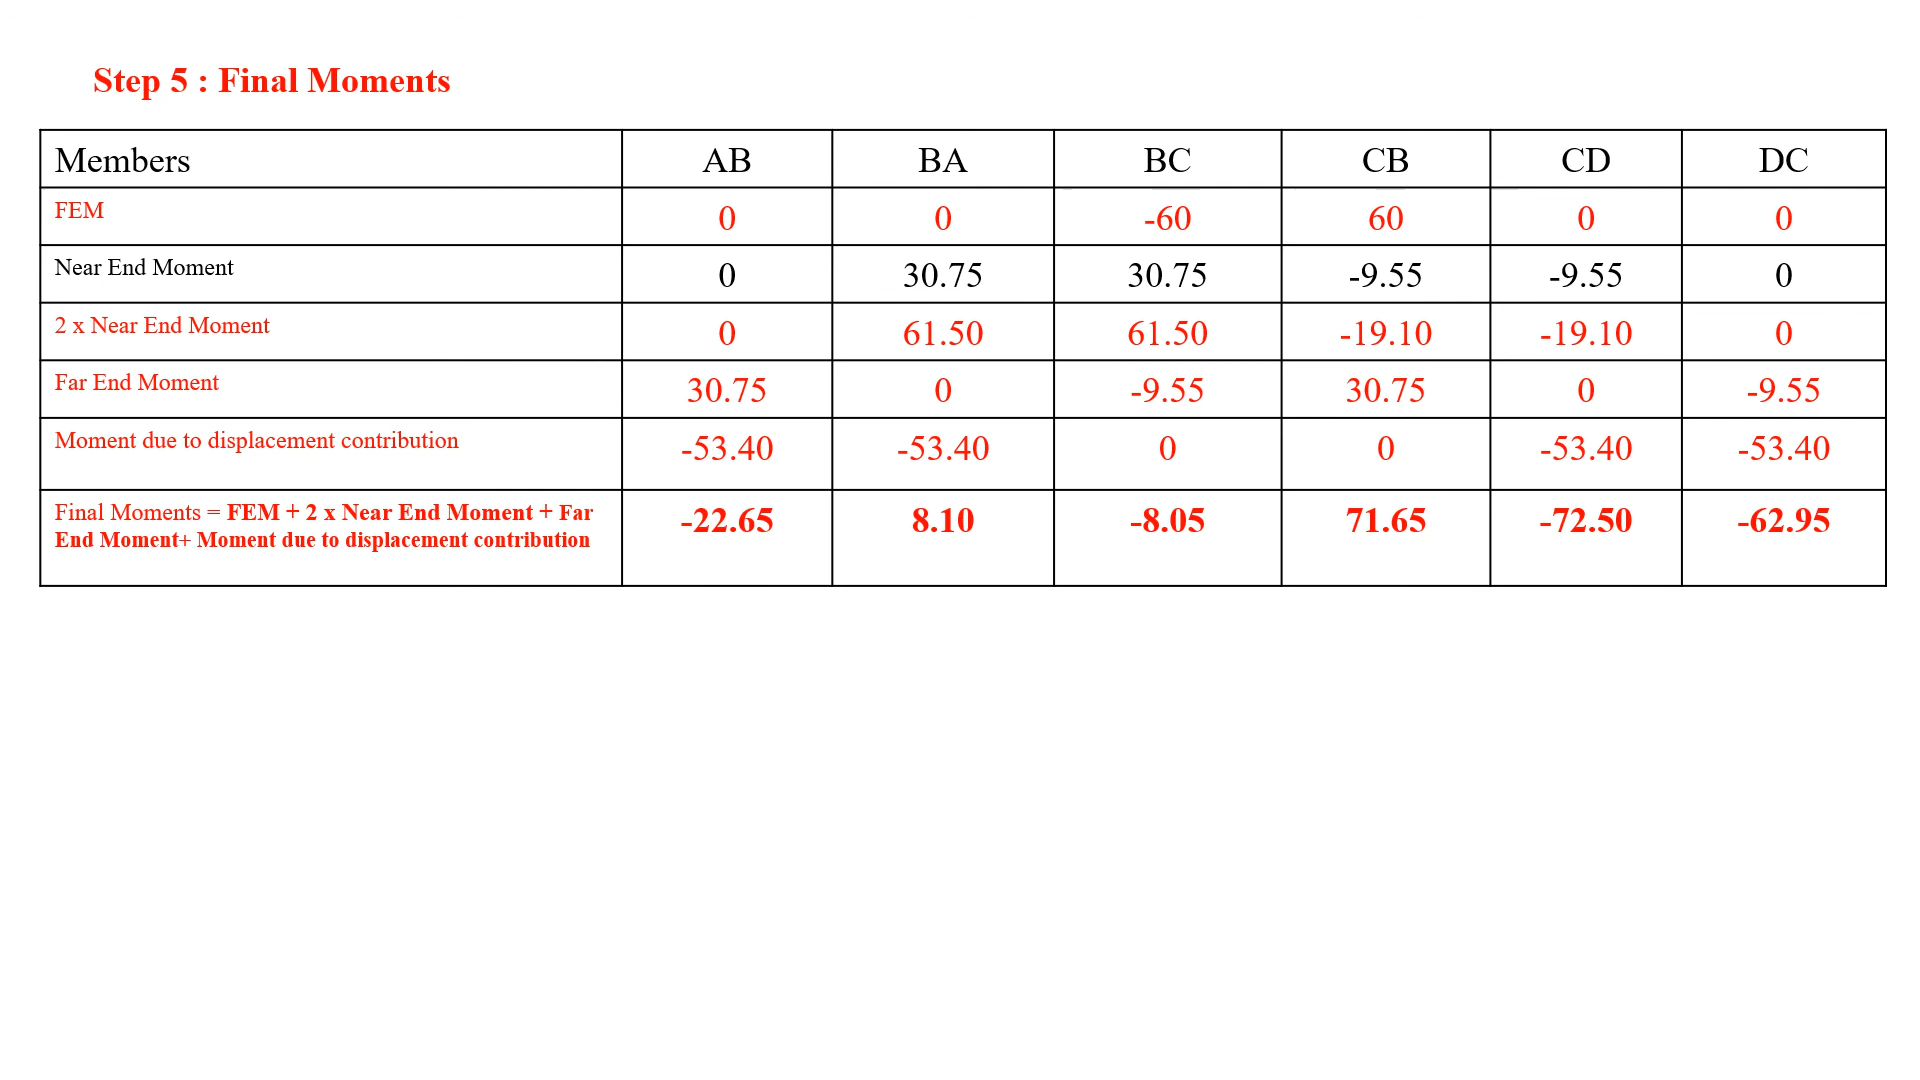 Step 5 : Final Moments
Members AB BA BC CB CD DC
FEM 0 0 -60 60 0 0
Near End Moment 0 30.75 30.75 -9.55 -9.55 0
2 x Near End Moment 0 61.50 61.50 -19.10 -19.10 0
Far End Moment 30.75 0 -9.55 30.75 0 -9.55
Moment due to displacement contribution -53.40 -53.40 0 0 -53.40 -53.40
Final Moments = FEM + 2 x Near End Moment + Far
End Moment+ Moment due to displacement contribution
-22.65 8.10 -8.05 71.65 -72.50 -62.95